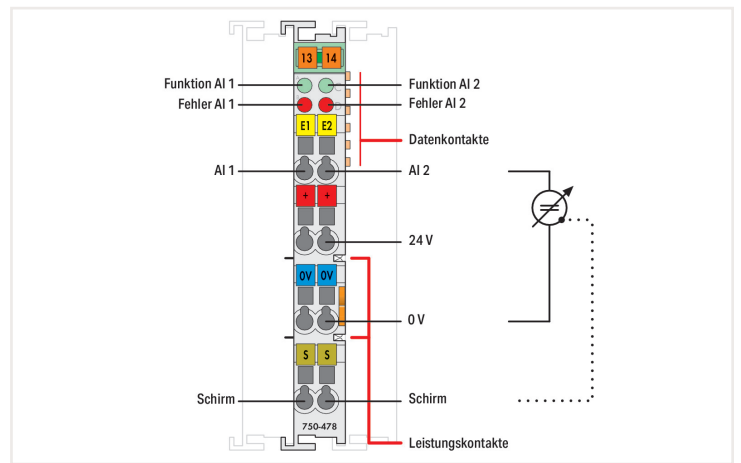 13 14
Funktion AI 1
Funktion AI 2
Fehler AI 1
Fehler AI 2
E1 E2
Datenkontakte
AI 1
AI 2
+ +
24 V
0V 0V
0 V
S S
Schirm
Schirm
750-478
Leistungskontakte